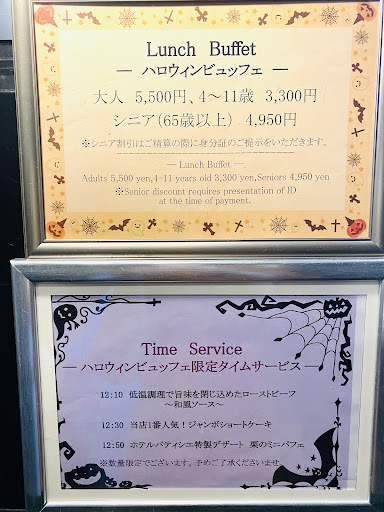 Lunch Buffet
— ハロウィンビュッフェ —
大人 5,500円、4〜11歳 3,300円
シニア(65歳以上) 4,950円
※シニア割引はご精算の際に身分証のご提示をいただきます。
— Lunch Buffet —
Adults 5,500 yen,4-11 years old 3,300 yen,Seniors 4,950 yen
※Senior discount requires presentation of ID
at the time of payment.
Time Service
— ハロウィンビュッフェ限定タイムサービス —
12:10 低温調理で旨味を閉じ込めたローストビーフ
〜和風ソース〜
12:30 当店1番人気！ジャンボショートケーキ
12:50 ホテルパティシエ特製デザート 栗のミニパフェ
※数量限定でございます。予めご了承くださいませ